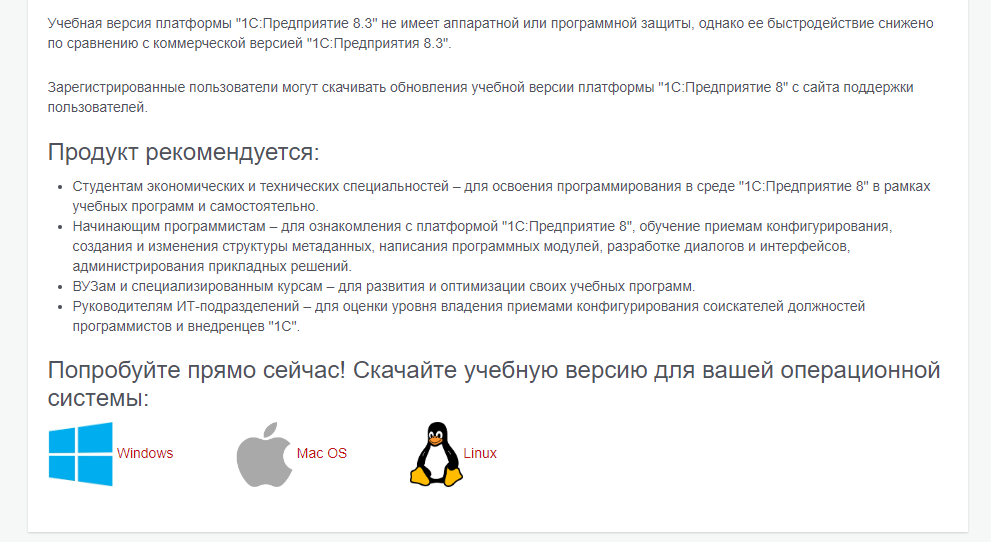 Учебная версия платформы "1С:Предприятие 8.3" не имеет аппаратной или программной защиты, однако ее быстродействие снижено
по сравнению с коммерческой версией "1С:Предприятия 8.3".
Зарегистрированные пользователи могут скачивать обновления учебной версии платформы "1С:Предприятие 8" с сайта поддержки
пользователей.
Продукт рекомендуется:
• Студентам экономических и технических специальностей – для освоения программирования в среде "1С:Предприятие 8" в рамках
учебных программ и самостоятельно.
• Начинающим программистам – для ознакомления с платформой "1С:Предприятие 8", обучение приемам конфигурирования,
создания и изменения структуры метаданных, написания программных модулей, разработке диалогов и интерфейсов,
администрирования прикладных решений.
• ВУЗам и специализированным курсам – для развития и оптимизации своих учебных программ.
• Руководителям ИТ-подразделений – для оценки уровня владения приемами конфигурирования соискателей должностей
программистов и внедренцев "1С".
Попробуйте прямо сейчас! Скачайте учебную версию для вашей операционной
системы:
Windows Mac OS Linux